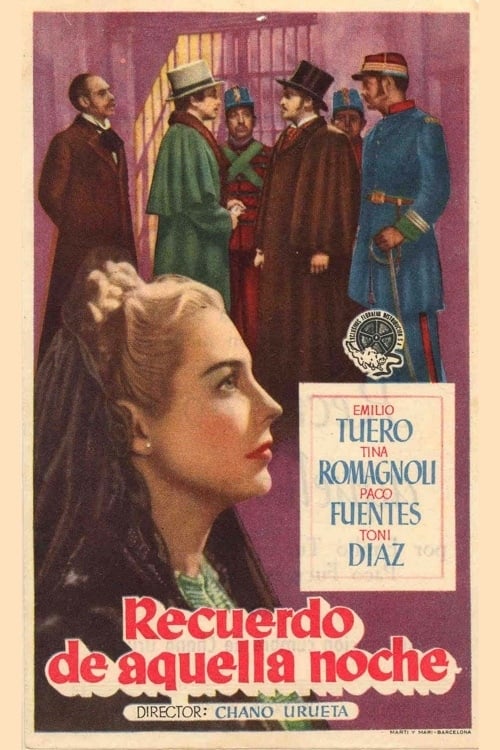 EMILIO
TUERO
TINA
ROMAGNOLI
PACO
FUENTES
TONI
DIAZ
Recuerdo
de aquella noche
DIRECTOR: CHANO URUETA
MARTI Y MARI-BARCELONA